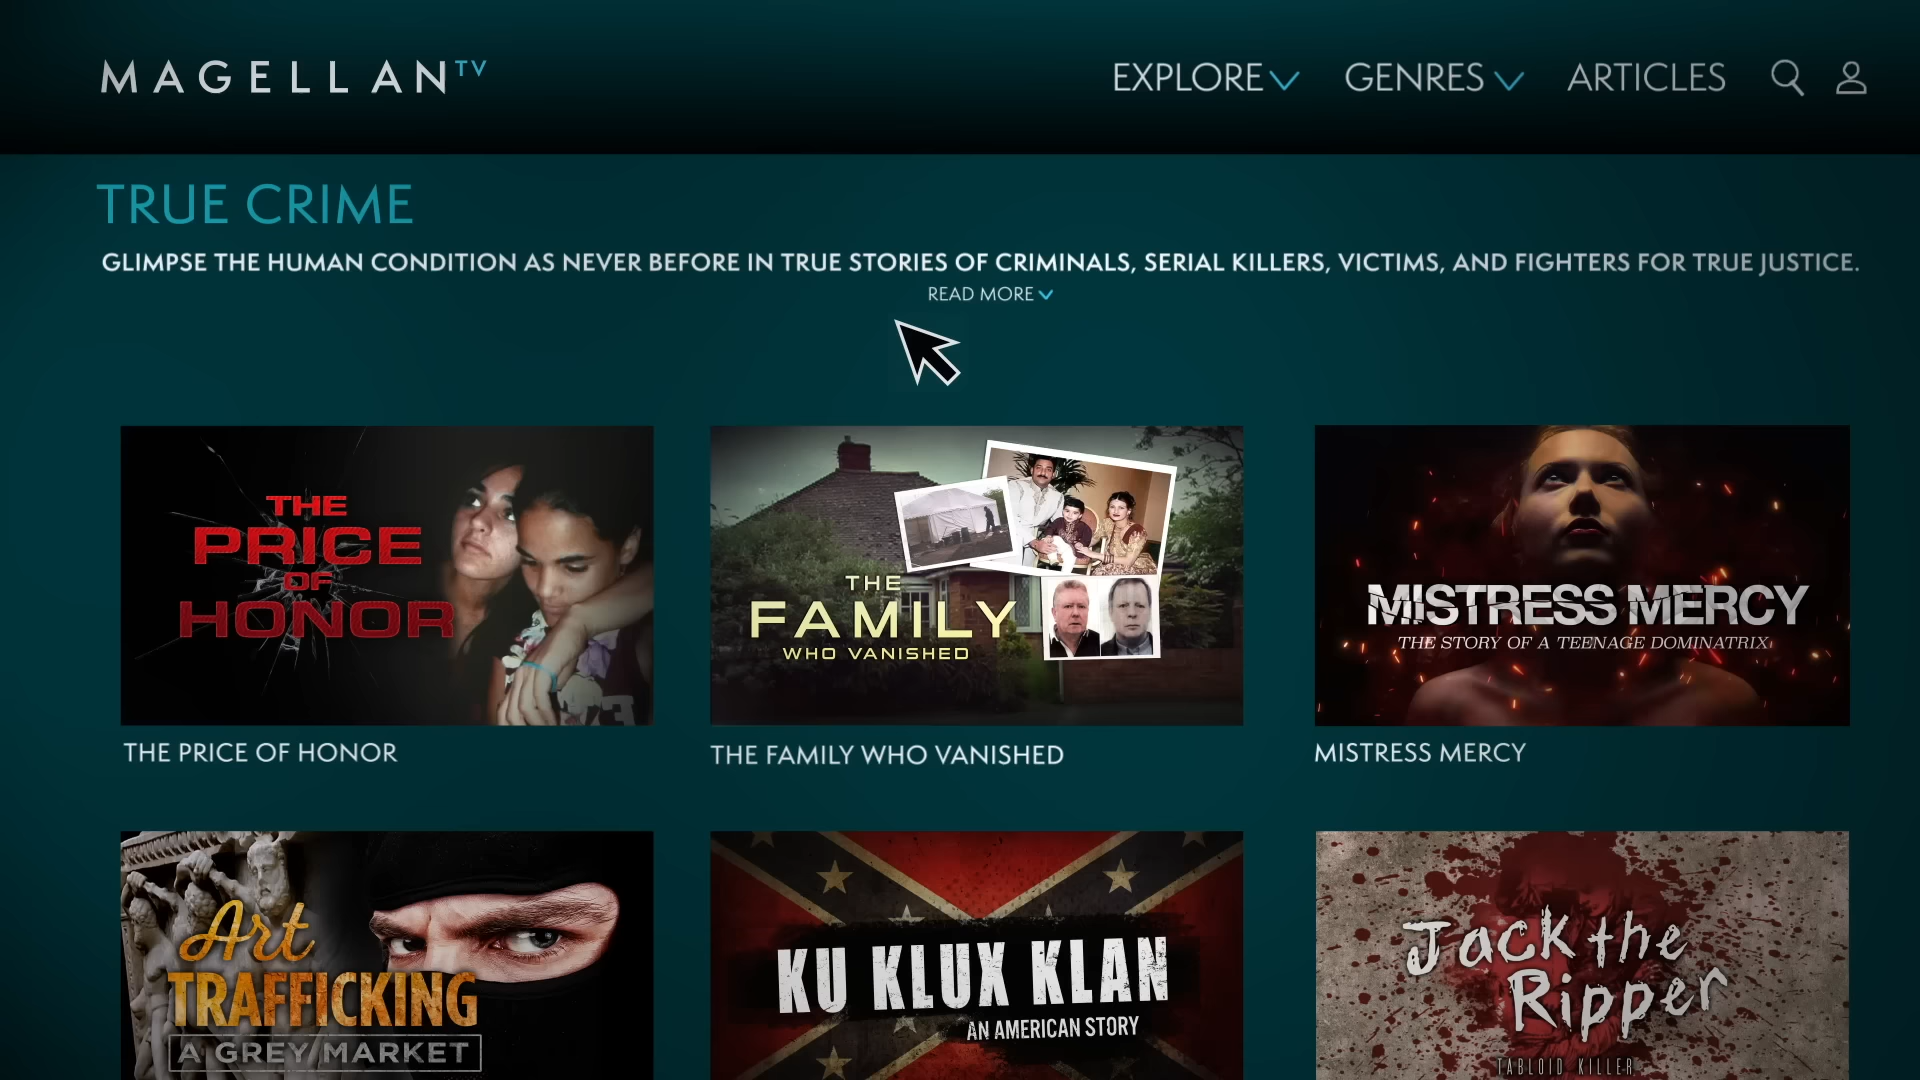 MAGELLANTV
EXPLORE GENRES ARTICLES
TRUE CRIME
GLIMPSE THE HUMAN CONDITION AS NEVER BEFORE IN TRUE STORIES OF CRIMINALS, SERIAL KILLERS, VICTIMS, AND FIGHTERS FOR TRUE JUSTICE.
READ MORE
THE
PRICE
OF
HONOR
THE PRICE OF HONOR
THE
FAMILY
WHO VANISHED
THE FAMILY WHO VANISHED
MISTRESS MERCY
THE STORY OF A TEENAGE DOMINATRIX
MISTRESS MERCY
Art
TRAFFICKING
A GREY MARKET
KU KLUX KLAN
AN AMERICAN STORY
Jack the
Ripper
TABLOID KILLER